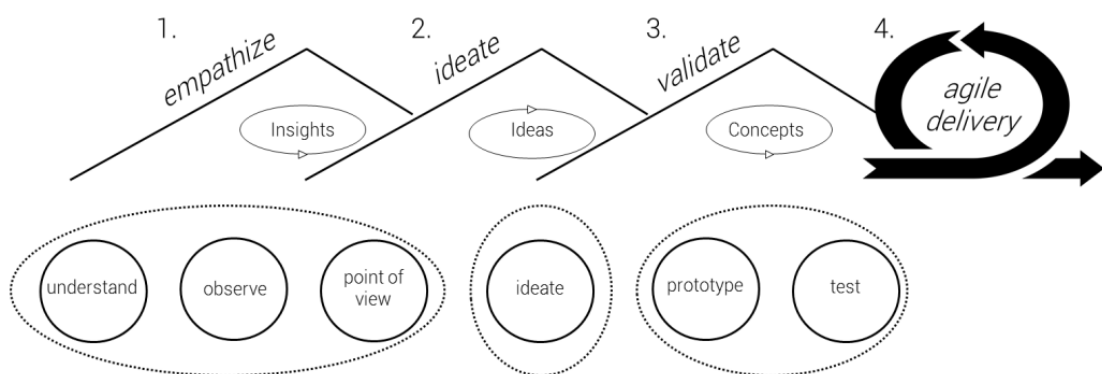 1.
empathize
Insights
2.
ideate
Ideas
3.
validate
Concepts
4.
agile
delivery
understand
observe
point of
view
ideate
prototype
test